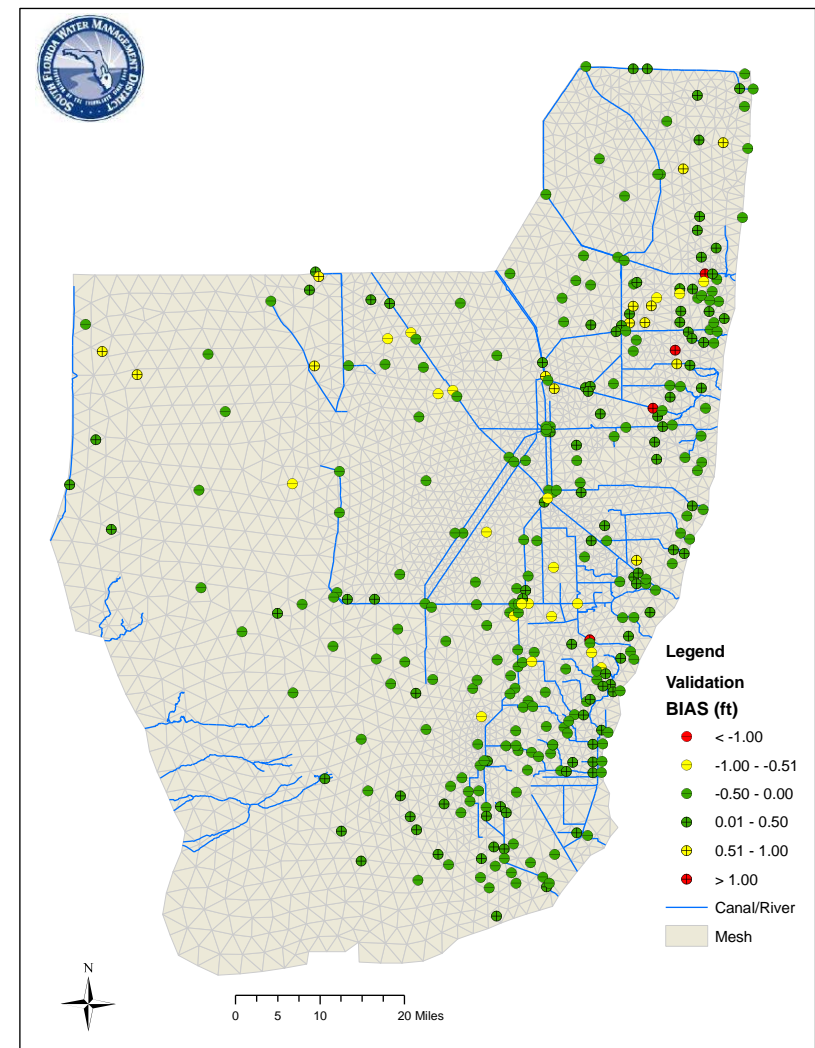 SOUTH FLORIDA WATER MANAGEMENT DISTRICT
Legend
Validation
BIAS (ft)
< -1.00
-1.00 - -0.51
-0.50 - 0.00
0.01 - 0.50
0.51 - 1.00
> 1.00
Canal/River
Mesh
N
0 5 10 20 Miles